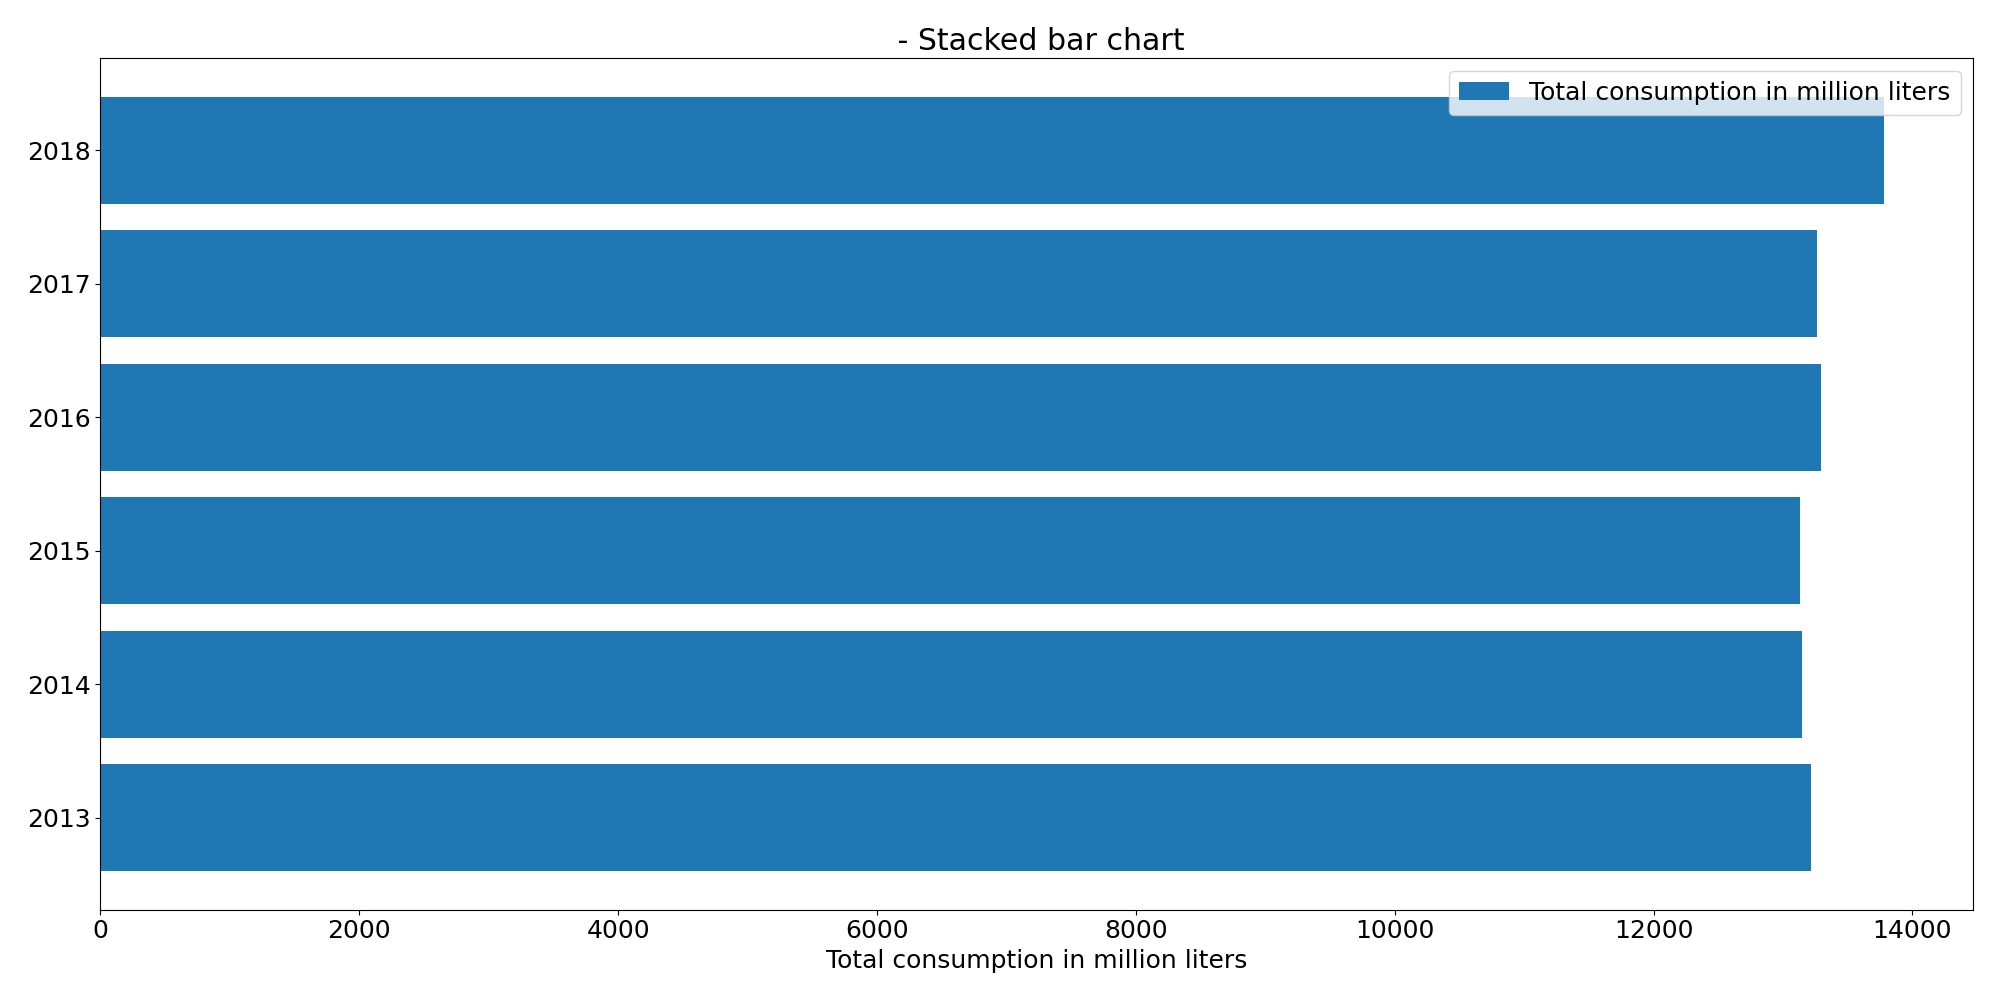 - Stacked bar chart
Total consumption in million liters
2018
2017
2016
2015
2014
2013
0 2000 4000 6000 8000 10000 12000 14000
Total consumption in million liters